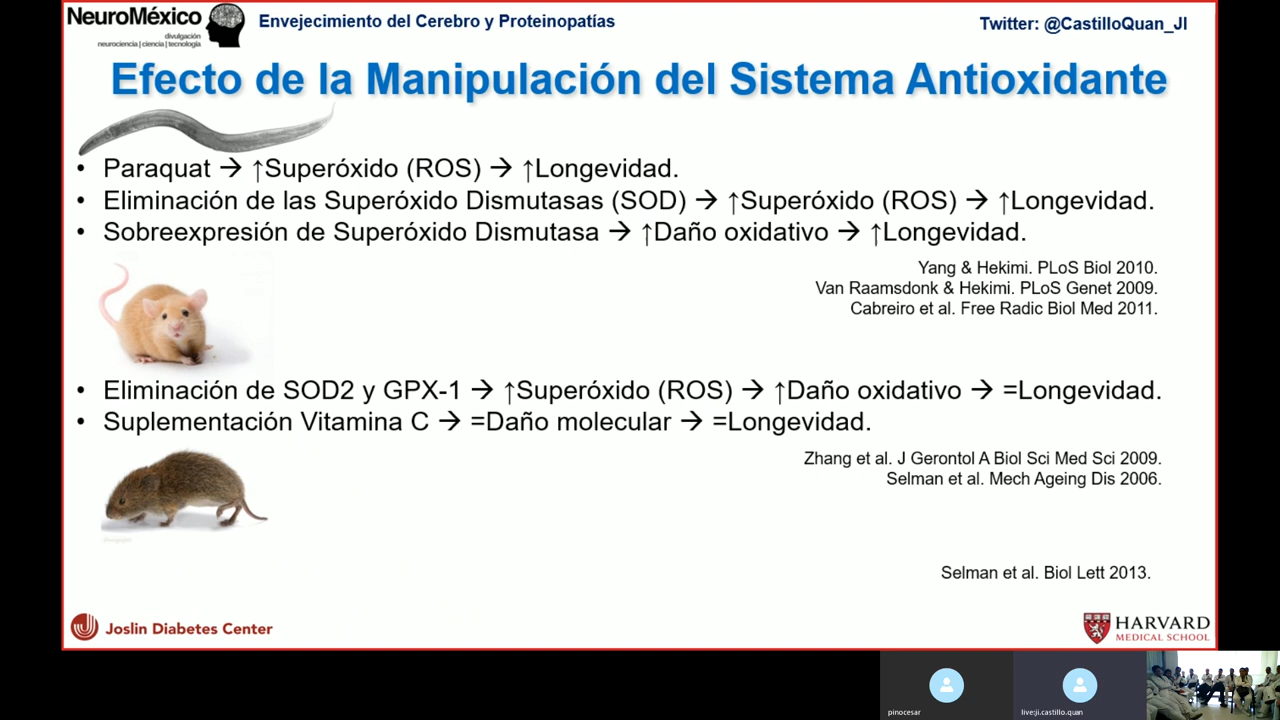 NeuroMéxico
divulgación
neurociencia | ciencia | tecnología
Envejecimiento del Cerebro y Proteinopatías
Twitter: @CastilloQuan_JI
Efecto de la Manipulación del Sistema Antioxidante
• Paraquat → ↑Superóxido (ROS) → ↑Longevidad.
• Eliminación de las Superóxido Dismutasas (SOD) → ↑Superóxido (ROS) → ↑Longevidad.
• Sobreexpresión de Superóxido Dismutasa → ↑Daño oxidativo → ↑Longevidad.
Yang & Hekimi. PLoS Biol 2010.
Van Raamsdonk & Hekimi. PLoS Genet 2009.
Cabreiro et al. Free Radic Biol Med 2011.
• Eliminación de SOD2 y GPX-1 → ↑Superóxido (ROS) → ↑Daño oxidativo → =Longevidad.
• Suplementación Vitamina C → =Daño molecular → =Longevidad.
Zhang et al. J Gerontol A Biol Sci Med Sci 2009.
Selman et al. Mech Ageing Dis 2006.
Selman et al. Biol Lett 2013.
Joslin Diabetes Center
HARVARD
MEDICAL SCHOOL
pinocesar
live:ji.castillo.quan